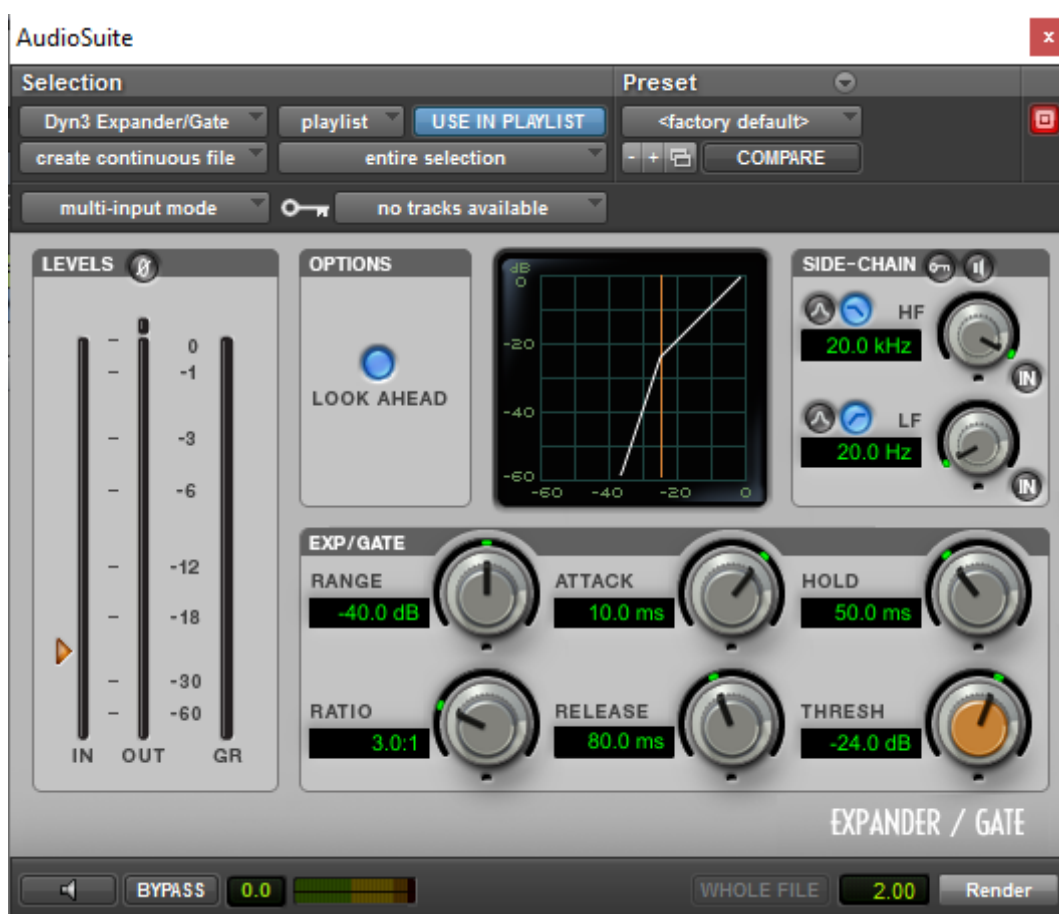 AudioSuite
x
Selection
Preset
Dyn3 Expander/Gate
playlist
USE IN PLAYLIST
<factory default>
create continuous file
entire selection
- +
COMPARE
multi-input mode
no tracks available
LEVELS
Ø
0
-1
-3
-6
-12
-18
-30
-60
IN OUT GR
OPTIONS
LOOK AHEAD
dB
0
-20
-40
-60
-60 -40 -20 0
SIDE-CHAIN
HF
20.0 kHz
IN
LF
20.0 Hz
IN
EXP/GATE
RANGE
-40.0 dB
ATTACK
10.0 ms
HOLD
50.0 ms
RATIO
3.0:1
RELEASE
80.0 ms
THRESH
-24.0 dB
EXPANDER / GATE
BYPASS
0.0
WHOLE FILE
2.00
Render